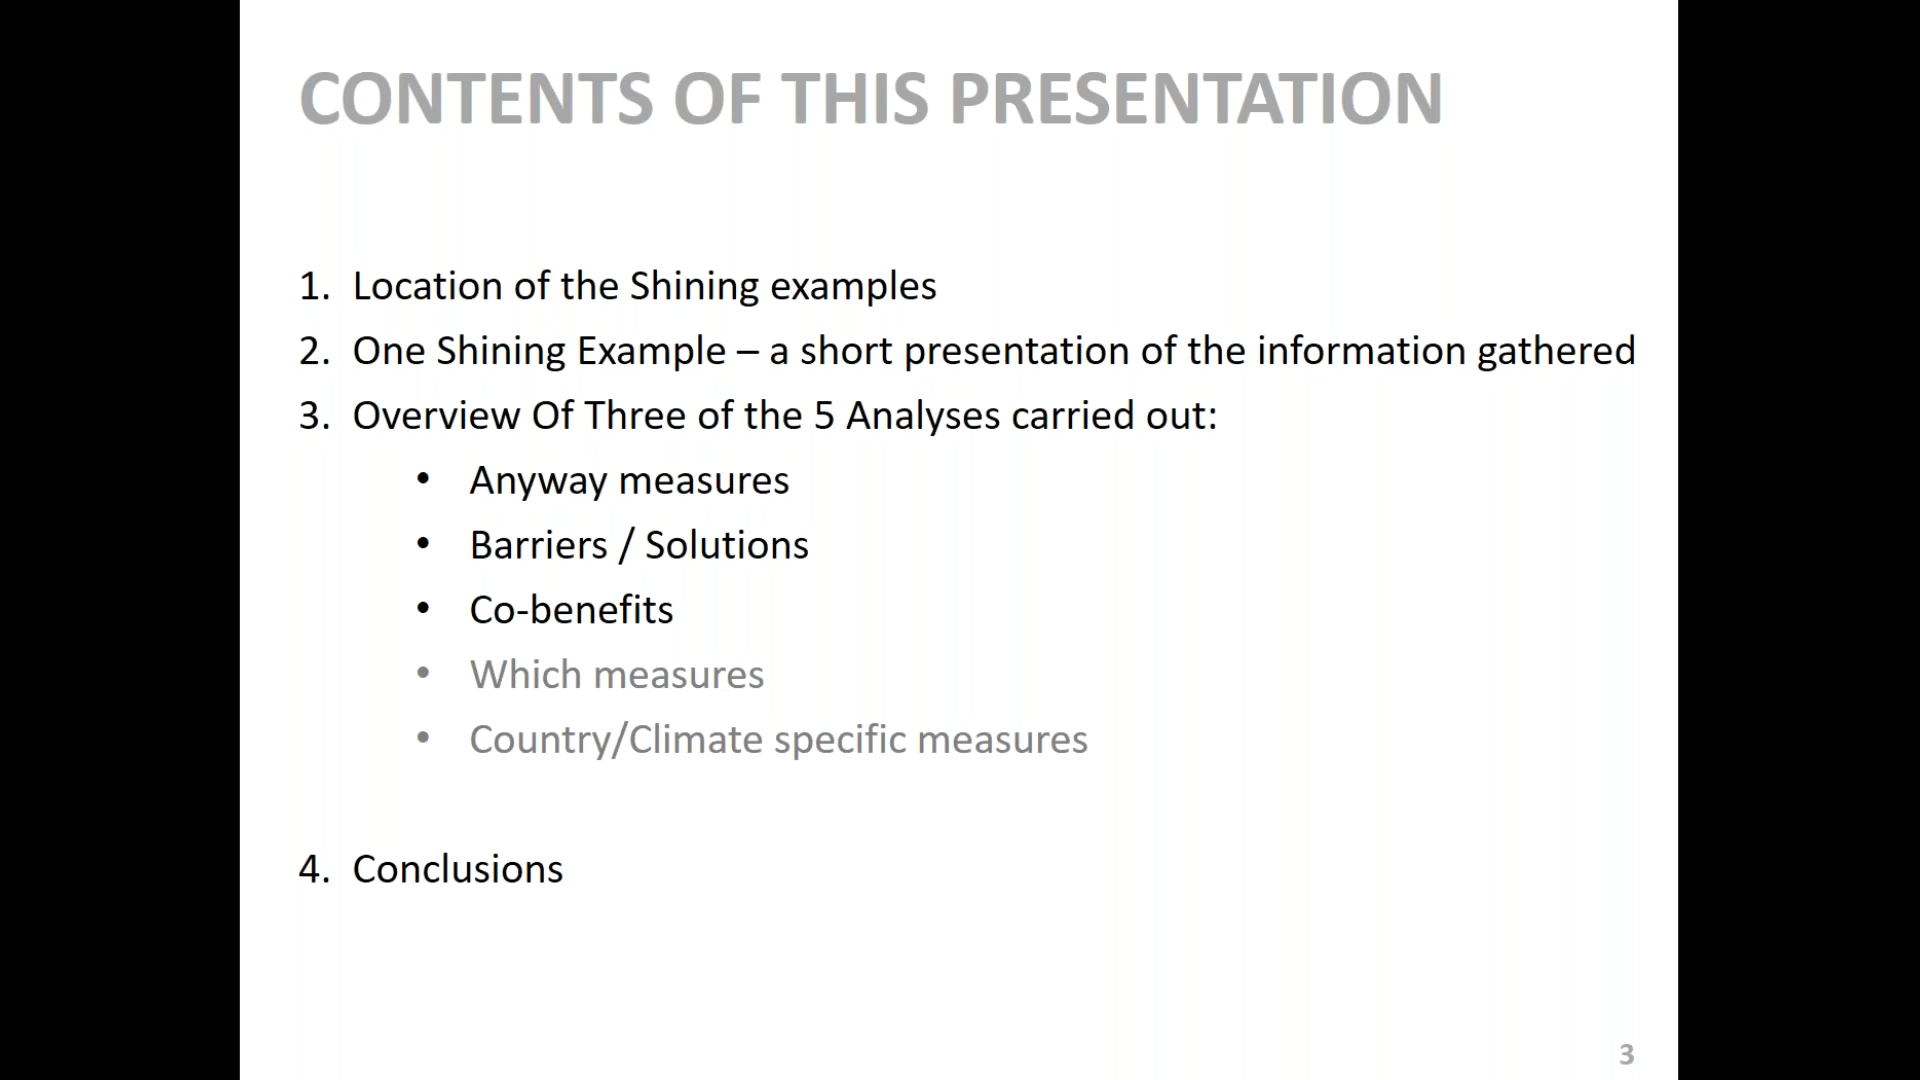 CONTENTS OF THIS PRESENTATION
1. Location of the Shining examples
2. One Shining Example – a short presentation of the information gathered
3. Overview Of Three of the 5 Analyses carried out:
• Anyway measures
• Barriers / Solutions
• Co-benefits
• Which measures
• Country/Climate specific measures
4. Conclusions
3